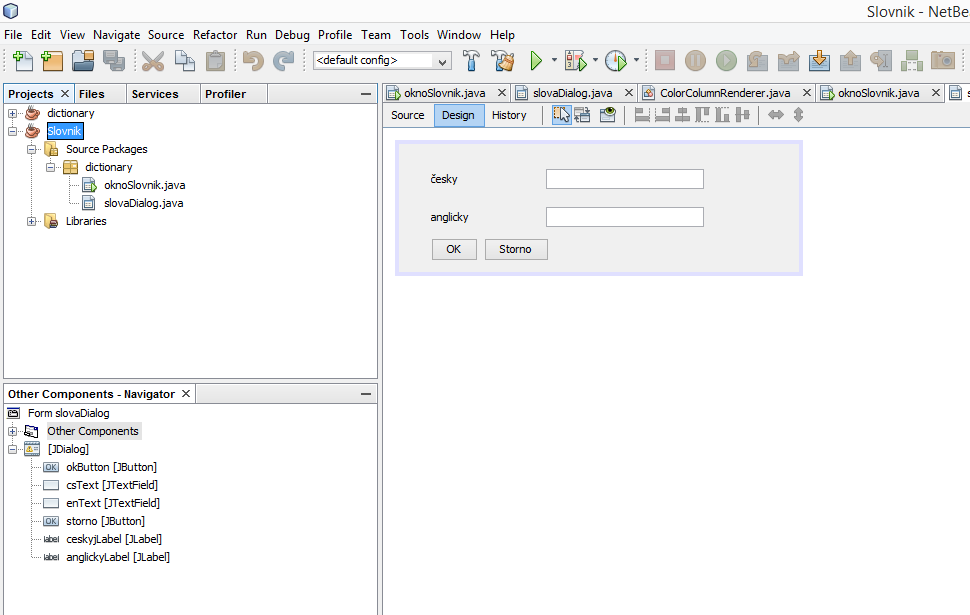 Slovnik - NetBe
File Edit View Navigate Source Refactor Run Debug Profile Team Tools Window Help
<default config>
Projects Files Services Profiler
oknoSlovnik.java slovaDialog.java ColorColumnRenderer.java oknoSlovnik.java
Source Design History
dictionary
Slovnik
Source Packages
dictionary
oknoSlovnik.java
slovaDialog.java
Libraries
česky
anglicky
OK Storno
Other Components - Navigator
Form slovaDialog
Other Components
[JDialog]
OK okButton [JButton]
csText [JTextField]
enText [JTextField]
OK storno [JButton]
label ceskyjLabel [JLabel]
label anglickyLabel [JLabel]